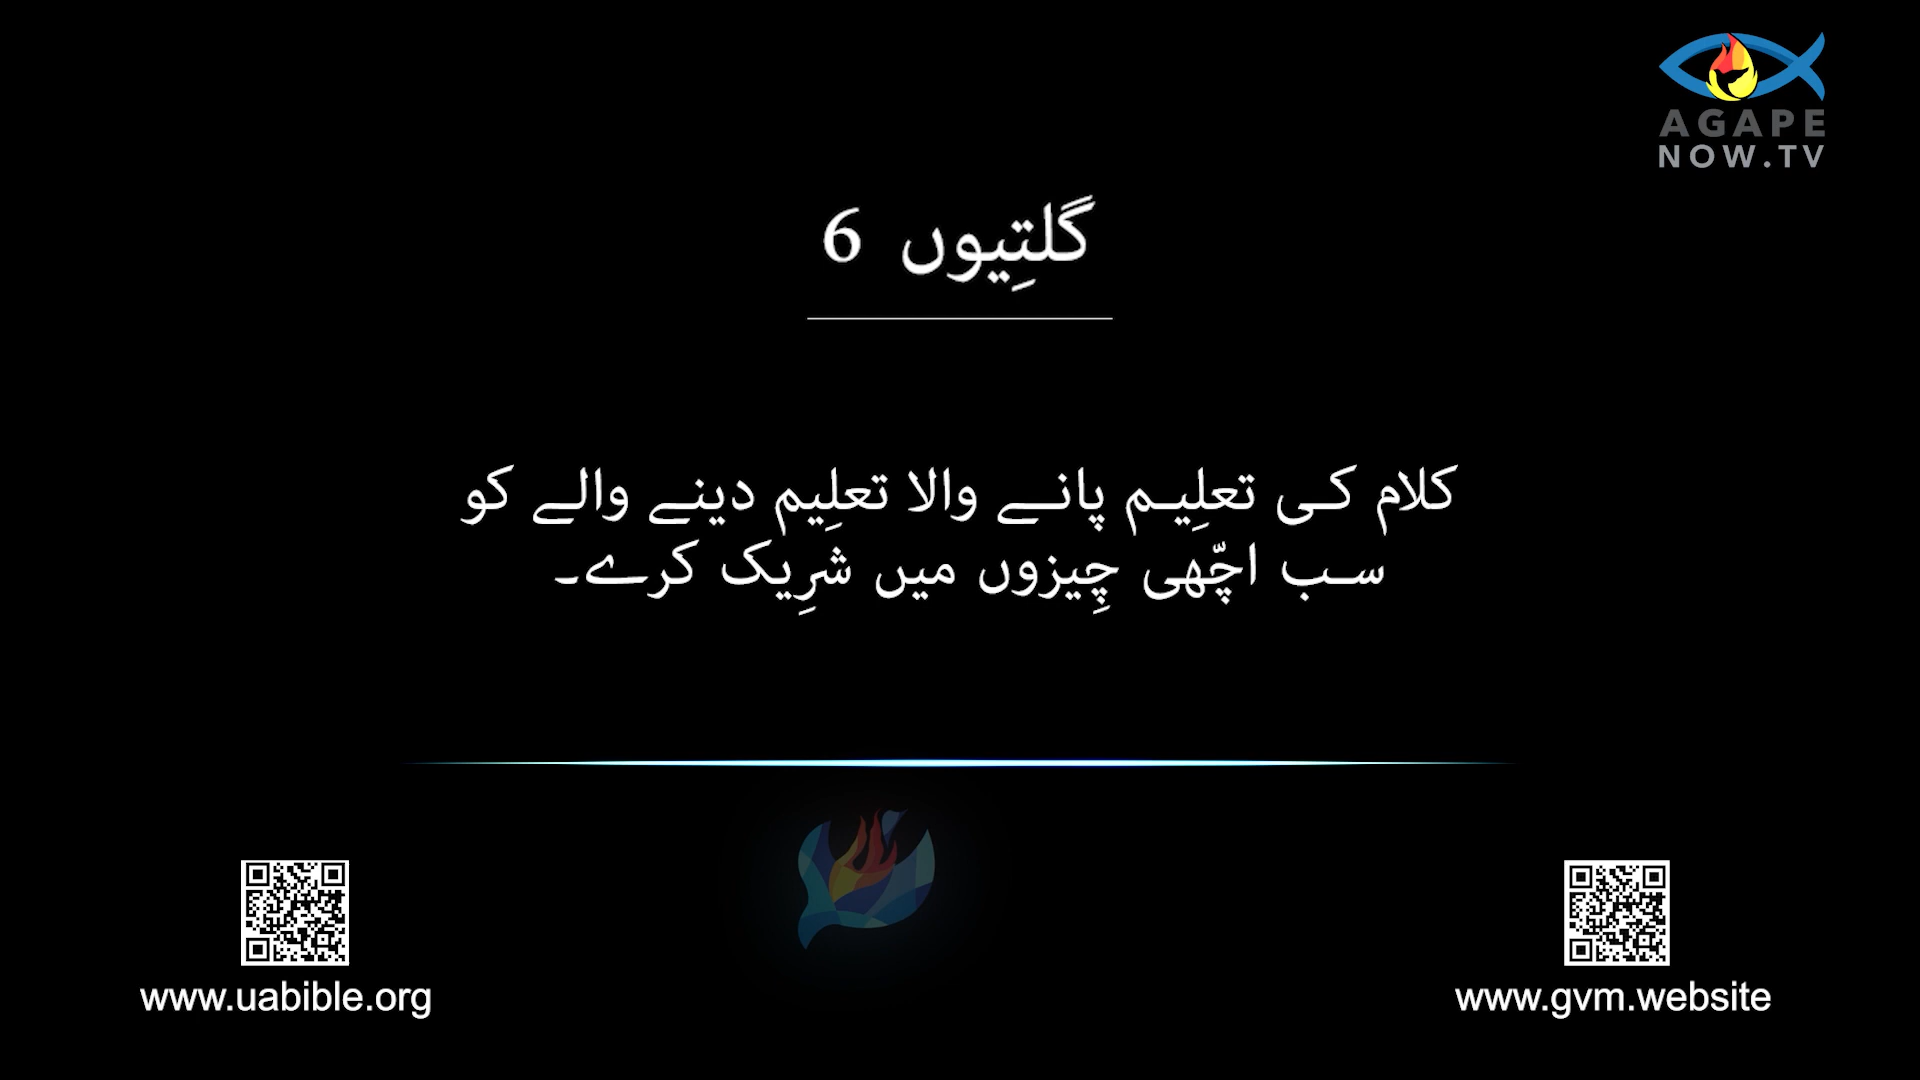 AGAPE
NOW.TV
گلتِیوں 6
کلام کی تعلِیم پانے والا تعلِیم دینے والے کو
سب اچّھی چِیزوں میں شرِیک کرے۔
www.uabible.org
www.gvm.website